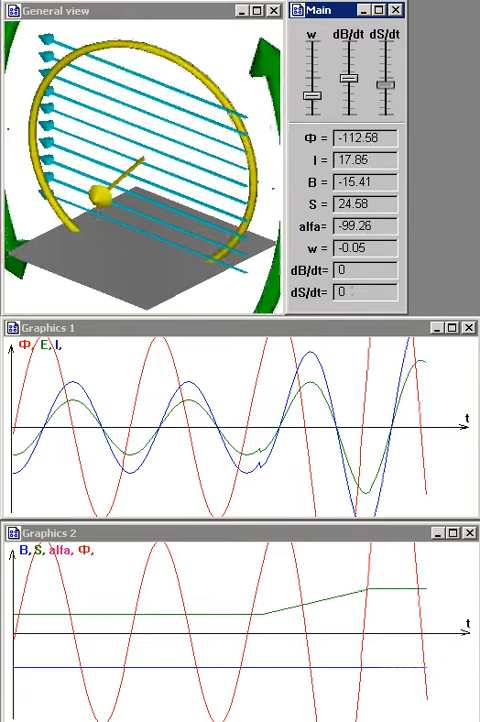 General view
Main
w dB/dt dS/dt
Φ = -112.58
I = 17.85
B = -15.41
S = 24.58
alfa= -99.26
w = -0.05
dB/dt= 0
dS/dt= 0
Graphics 1
Φ, E, I,
t
Graphics 2
B, S, alfa, Φ,
t